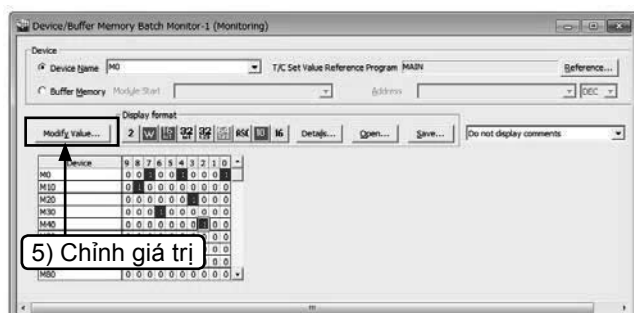 Device/Buffer Memory Batch Monitor-1 (Monitoring)
Device
Device Name M0 T/C Set Value Reference Program MAIN Reference...
Buffer Memory Module Start Address DEC
Display format
Modify Value... 2 W 32 32 ASC 10 16 Details... Open... Save... Do not display comments
Device 9 8 7 6 5 4 3 2 1 0
M0 0 0 1 0 0 1 0 0 0 1
M10 0 1 0 0 0 0 0 0 0 0
M20 0 0 0 0 0 0 1 0 0 0
M30 0 0 0 1 0 0 0 0 0 0
M40 0 0 0 0 0 0 0 1 0 0
0 0
5) Chỉnh giá trị 0 0
0 0
M80 0 0 0 0 0 0 0 0 0 0